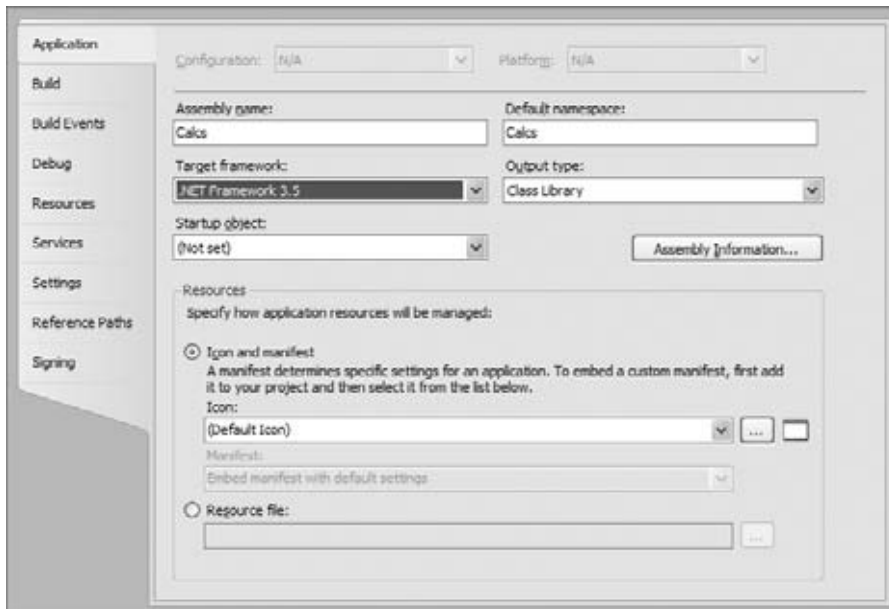 Application
Build
Build Events
Debug
Resources
Services
Settings
Reference Paths
Signing
Configuration: N/A Platform: N/A
Assembly name: Default namespace:
Calcs Calcs
Target framework: Output type:
.NET Framework 3.5 Class Library
Startup object:
(Not set) Assembly Information...
Resources
Specify how application resources will be managed:
Icon and manifest
A manifest determines specific settings for an application. To embed a custom manifest, first add
it to your project and then select it from the list below.
Icon:
(Default Icon) ...
Manifest:
Embed manifest with default settings
Resource file:
...